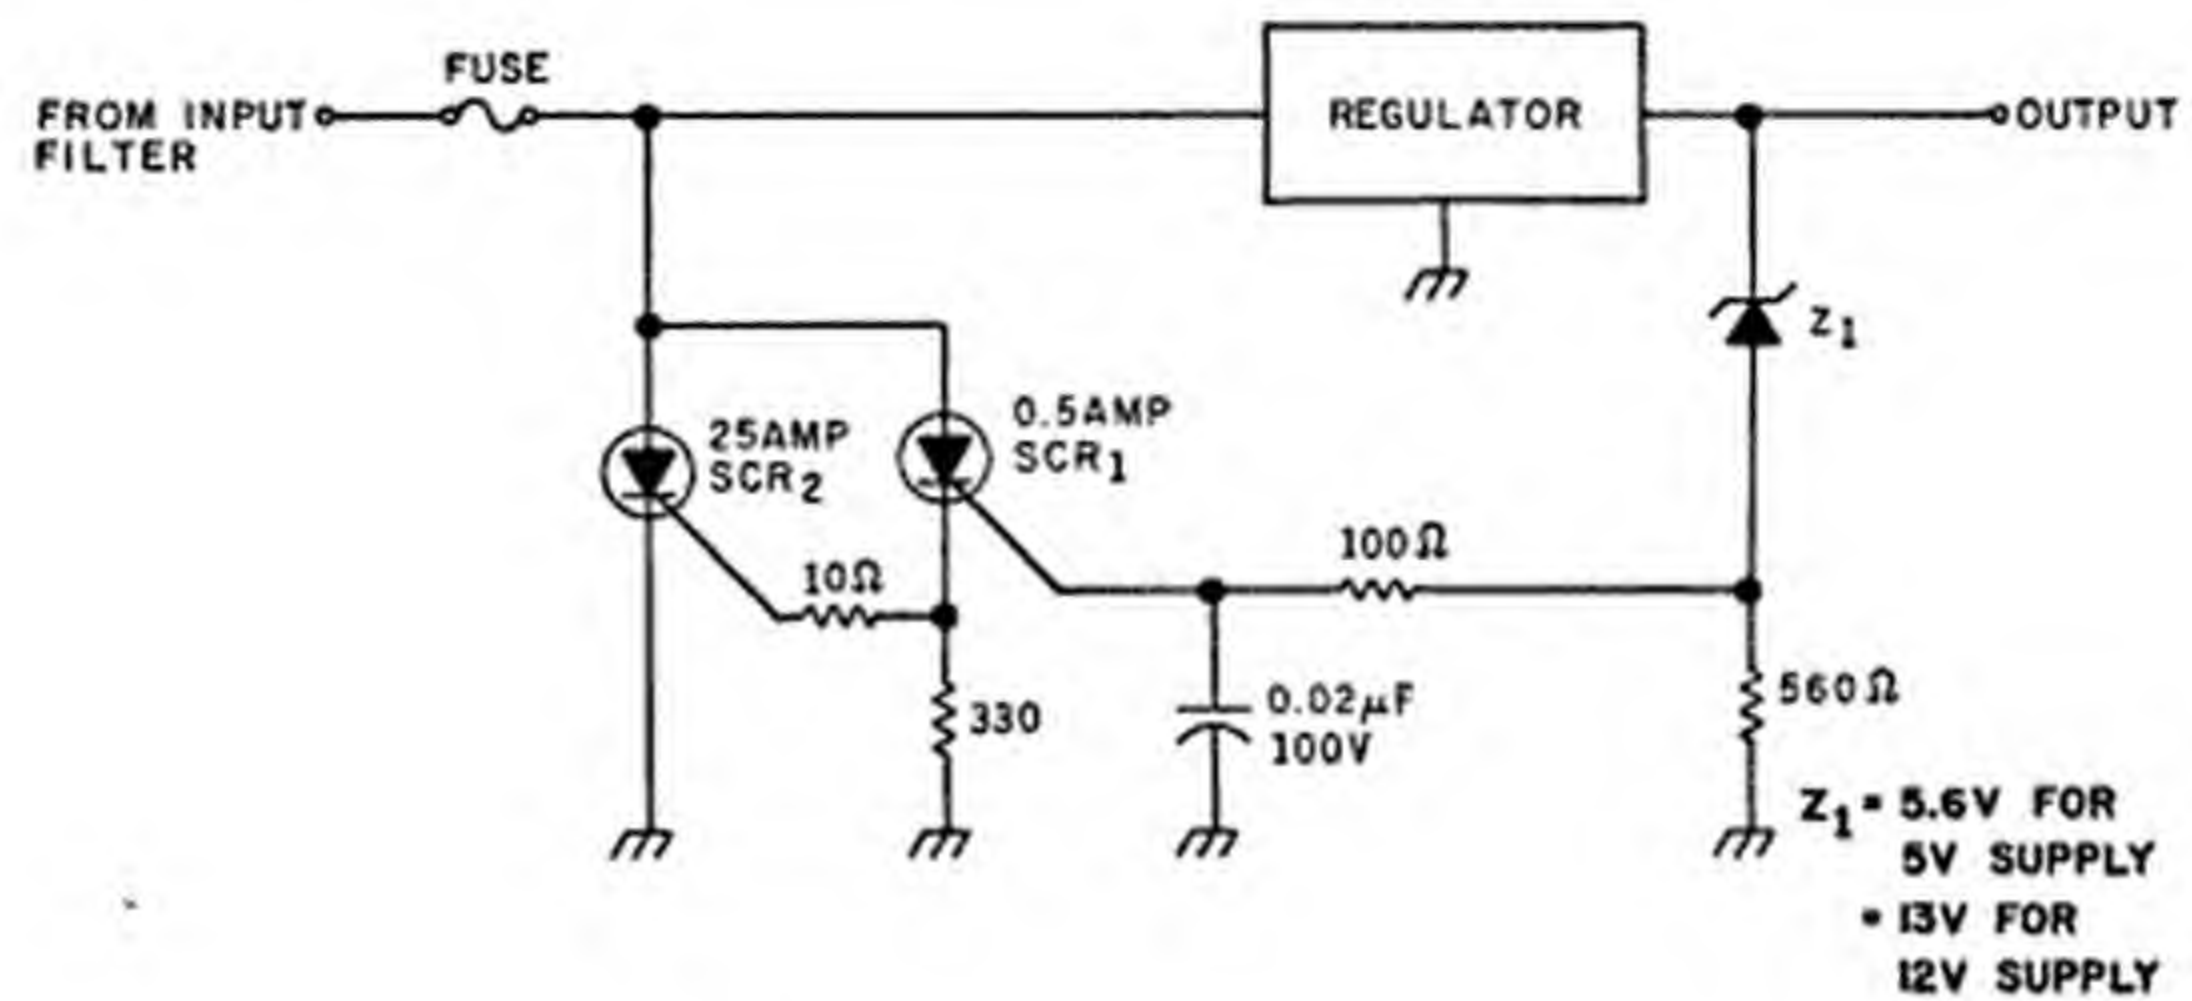 FUSE
FROM INPUT
FILTER
REGULATOR
OUTPUT
Z1
25AMP
SCR2
0.5AMP
SCR1
10Ω
100Ω
330
0.02µF
100V
560Ω
Z1 = 5.6V FOR
5V SUPPLY
= 13V FOR
12V SUPPLY